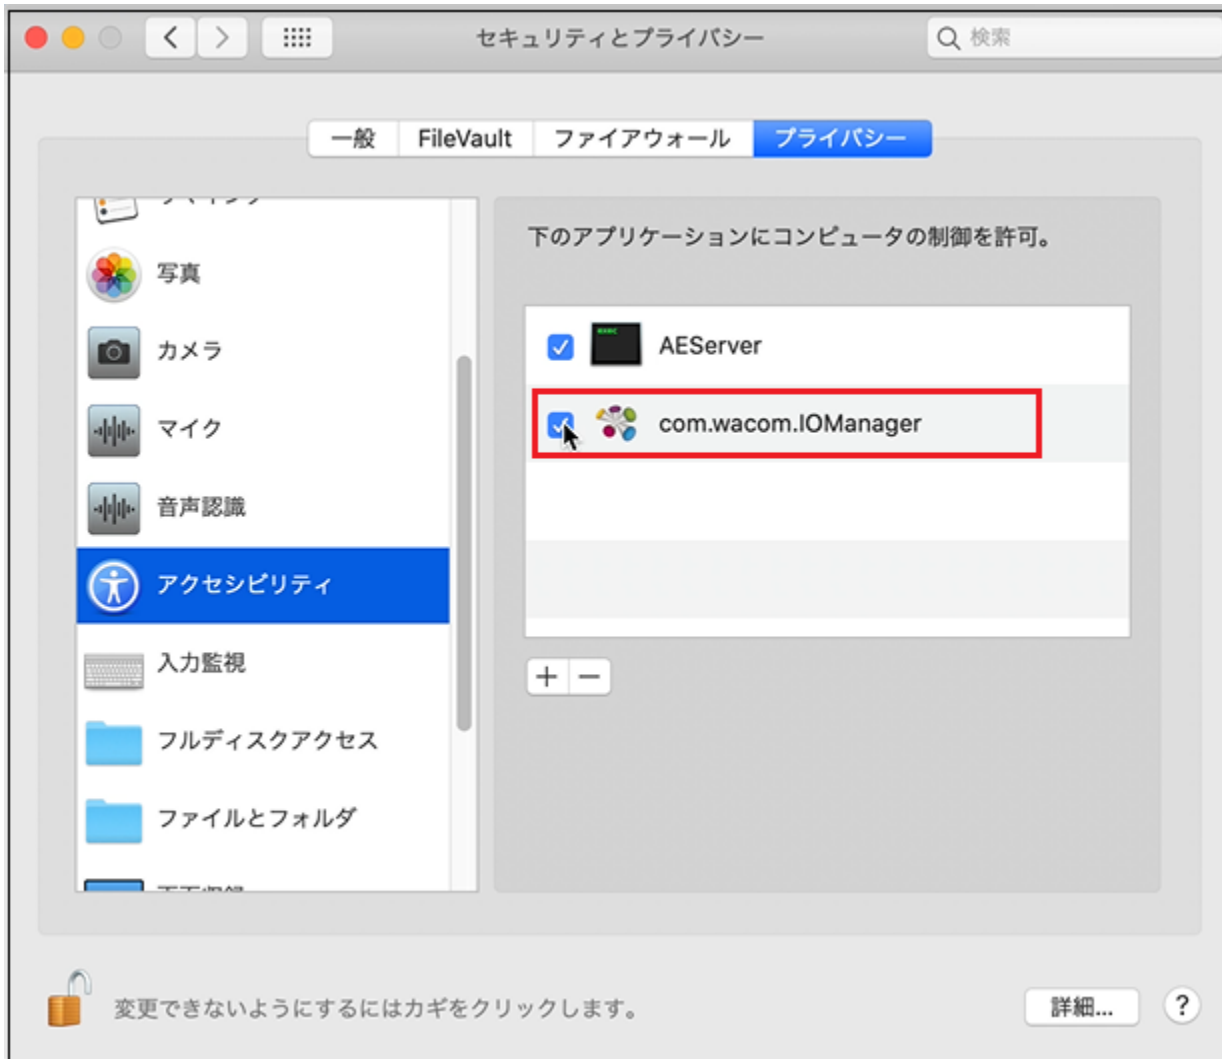 セキュリティとプライバシー
検索
一般
FileVault
ファイアウォール
プライバシー
写真
カメラ
マイク
音声認識
アクセシビリティ
入力監視
フルディスクアクセス
ファイルとフォルダ
下のアプリケーションにコンピュータの制御を許可。
AEServer
com.wacom.IOManager
変更できないようにするにはカギをクリックします。
詳細...
?